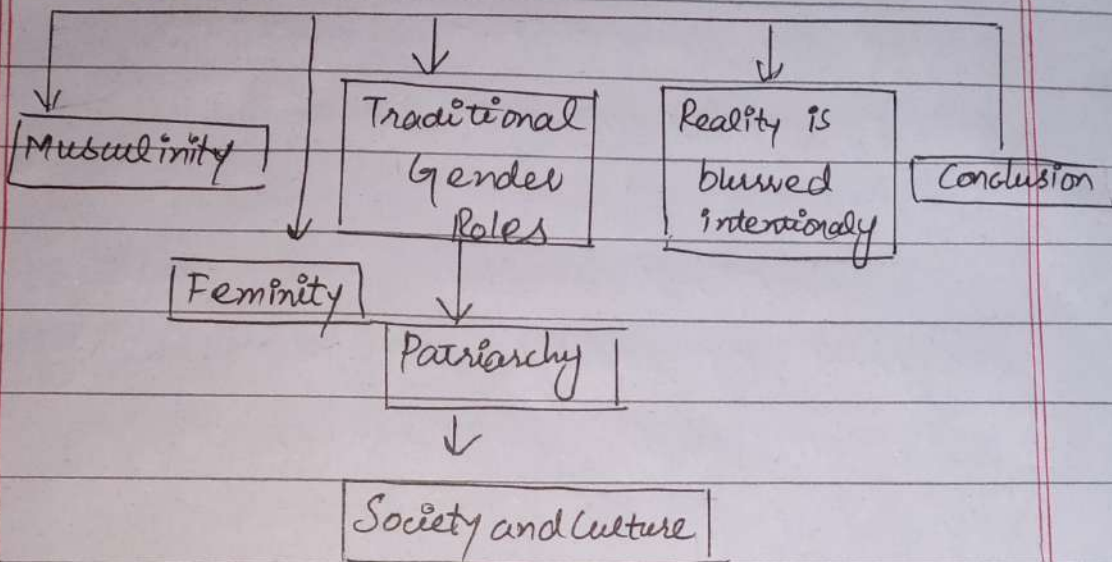 Musculinity
Traditional
Gender
Roles
Reality is
blurred
intentionaly
Conclusion
Feminity
Patriarchy
Society and Culture